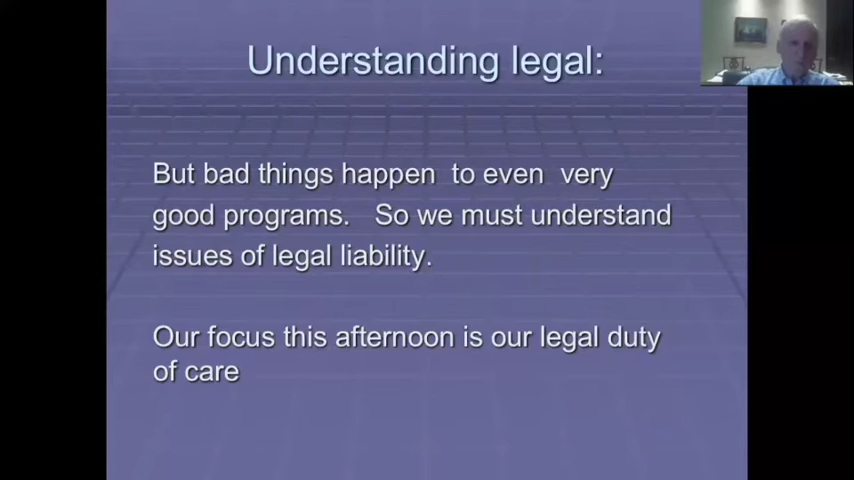 Understanding legal:
But bad things happen to even very
good programs. So we must understand
issues of legal liability.
Our focus this afternoon is our legal duty
of care